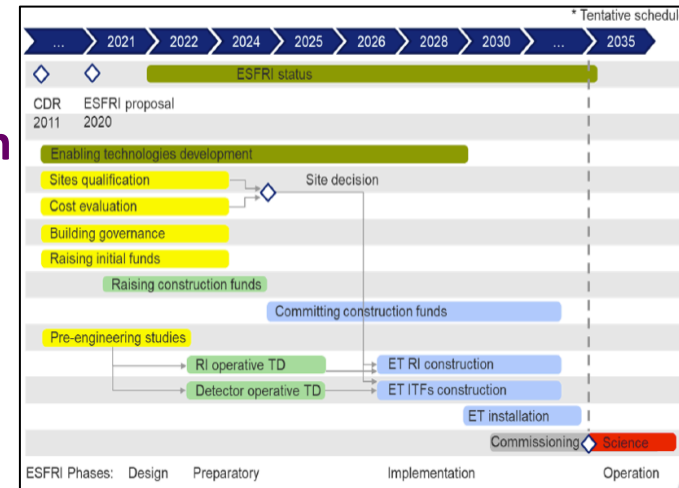 * Tentative schedul
... 2021 2022 2024 2025 2026 2028 2030 ... 2035
ESFRI status
CDR ESFRI proposal
2011 2020
n
Enabling technologies development
Sites qualification Site decision
Cost evaluation
Building governance
Raising initial funds
Raising construction funds
Committing construction funds
Pre-engineering studies
RI operative TD ET RI construction
Detector operative TD ET ITFs construction
ET installation
Commissioning Science
ESFRI Phases: Design Preparatory Implementation Operation